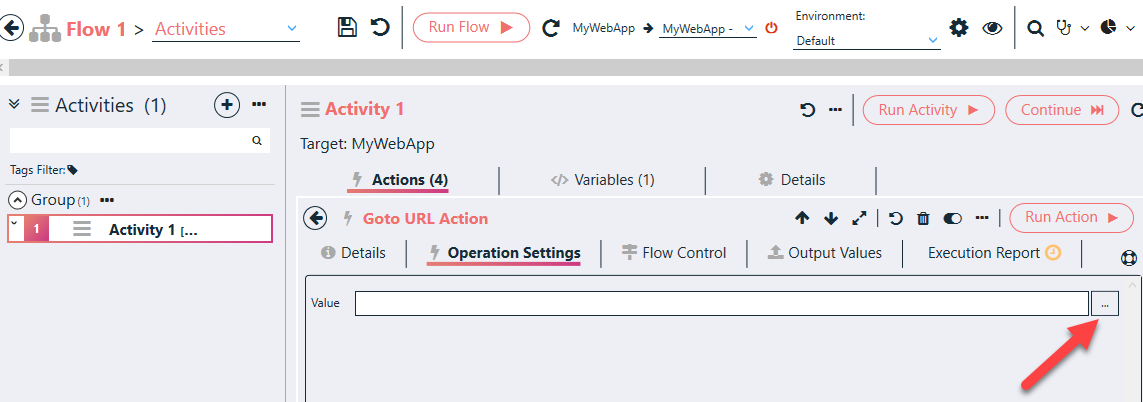 Flow 1 > Activities
Run Flow
MyWebApp
MyWebApp -
Environment:
Default
Activities (1)
Tags Filter:
Group (1)
1
Activity 1 [...
Activity 1
Run Activity
Continue
Target: MyWebApp
Actions (4)
</> Variables (1)
Details
Goto URL Action
Run Action
Details
Operation Settings
Flow Control
Output Values
Execution Report
Value
...